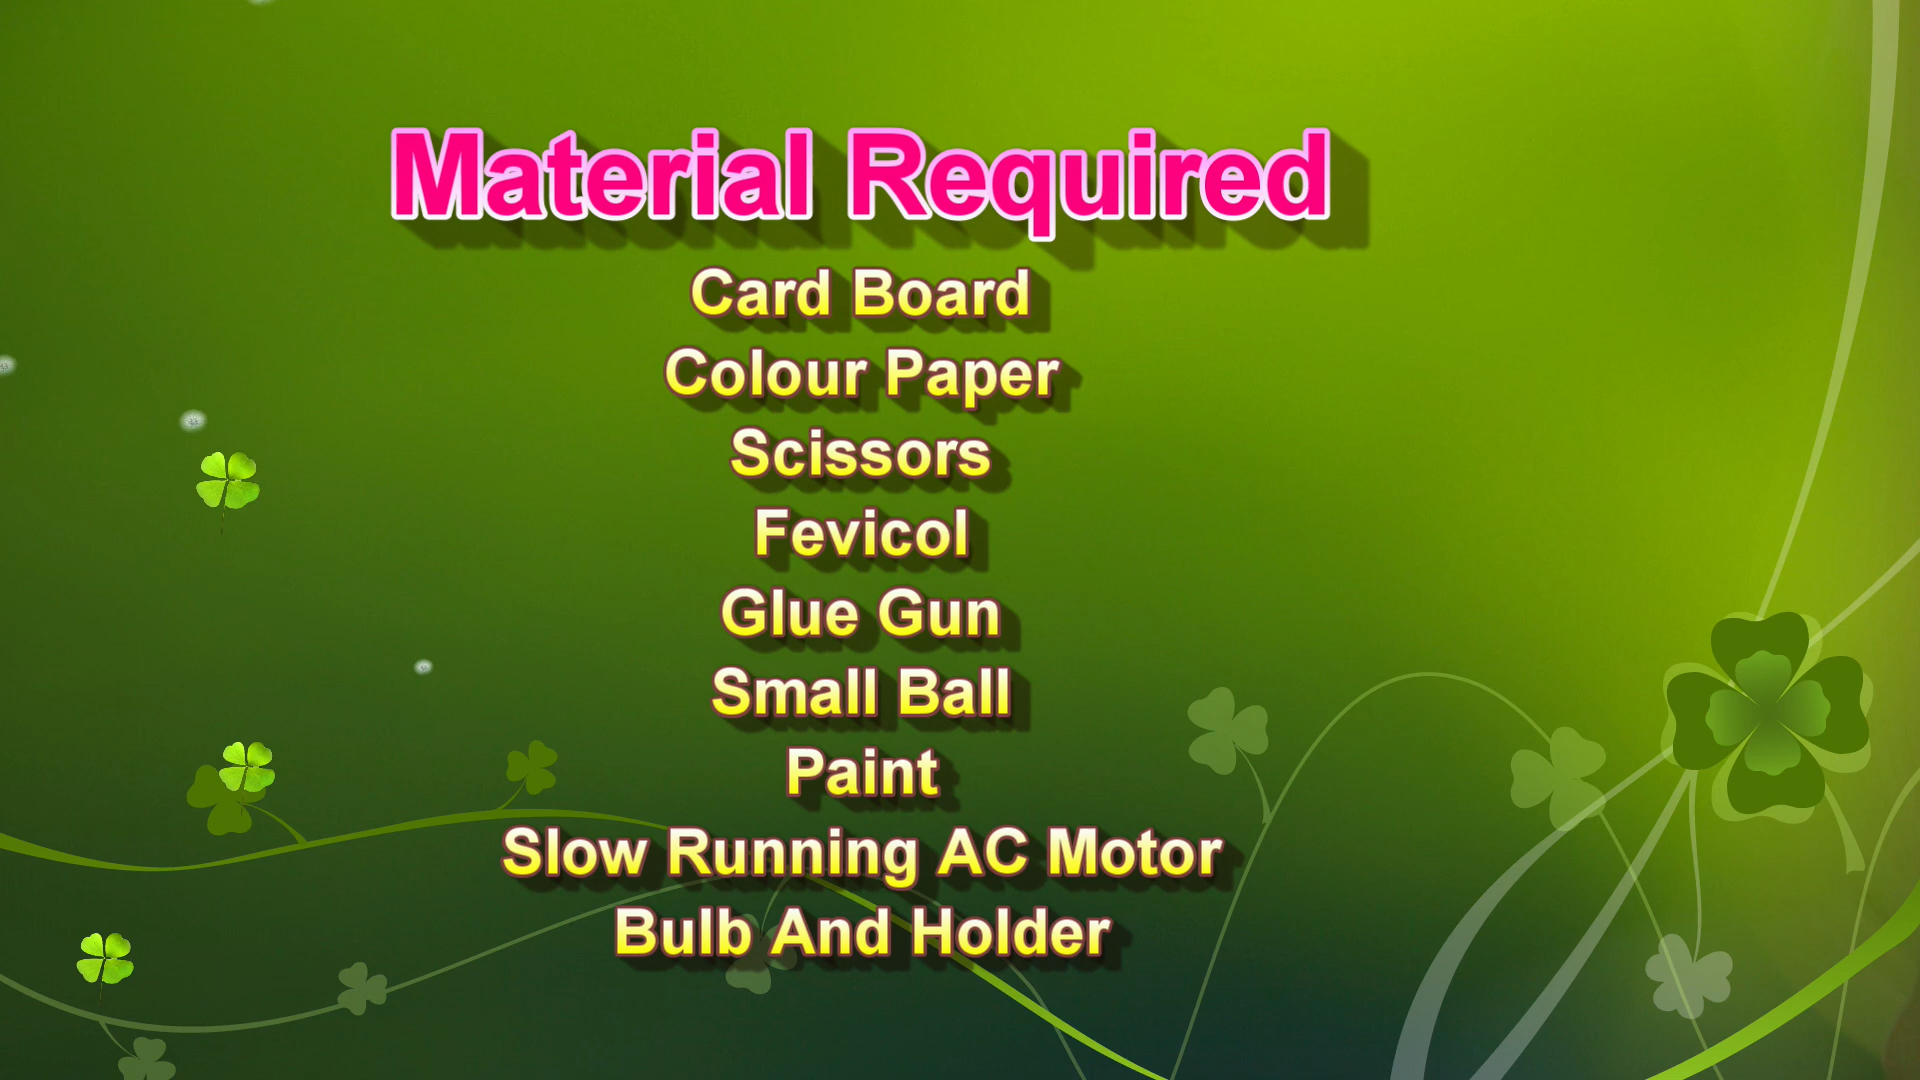 Material Required
Card Board
Colour Paper
Scissors
Fevicol
Glue Gun
Small Ball
Paint
Slow Running AC Motor
Bulb And Holder